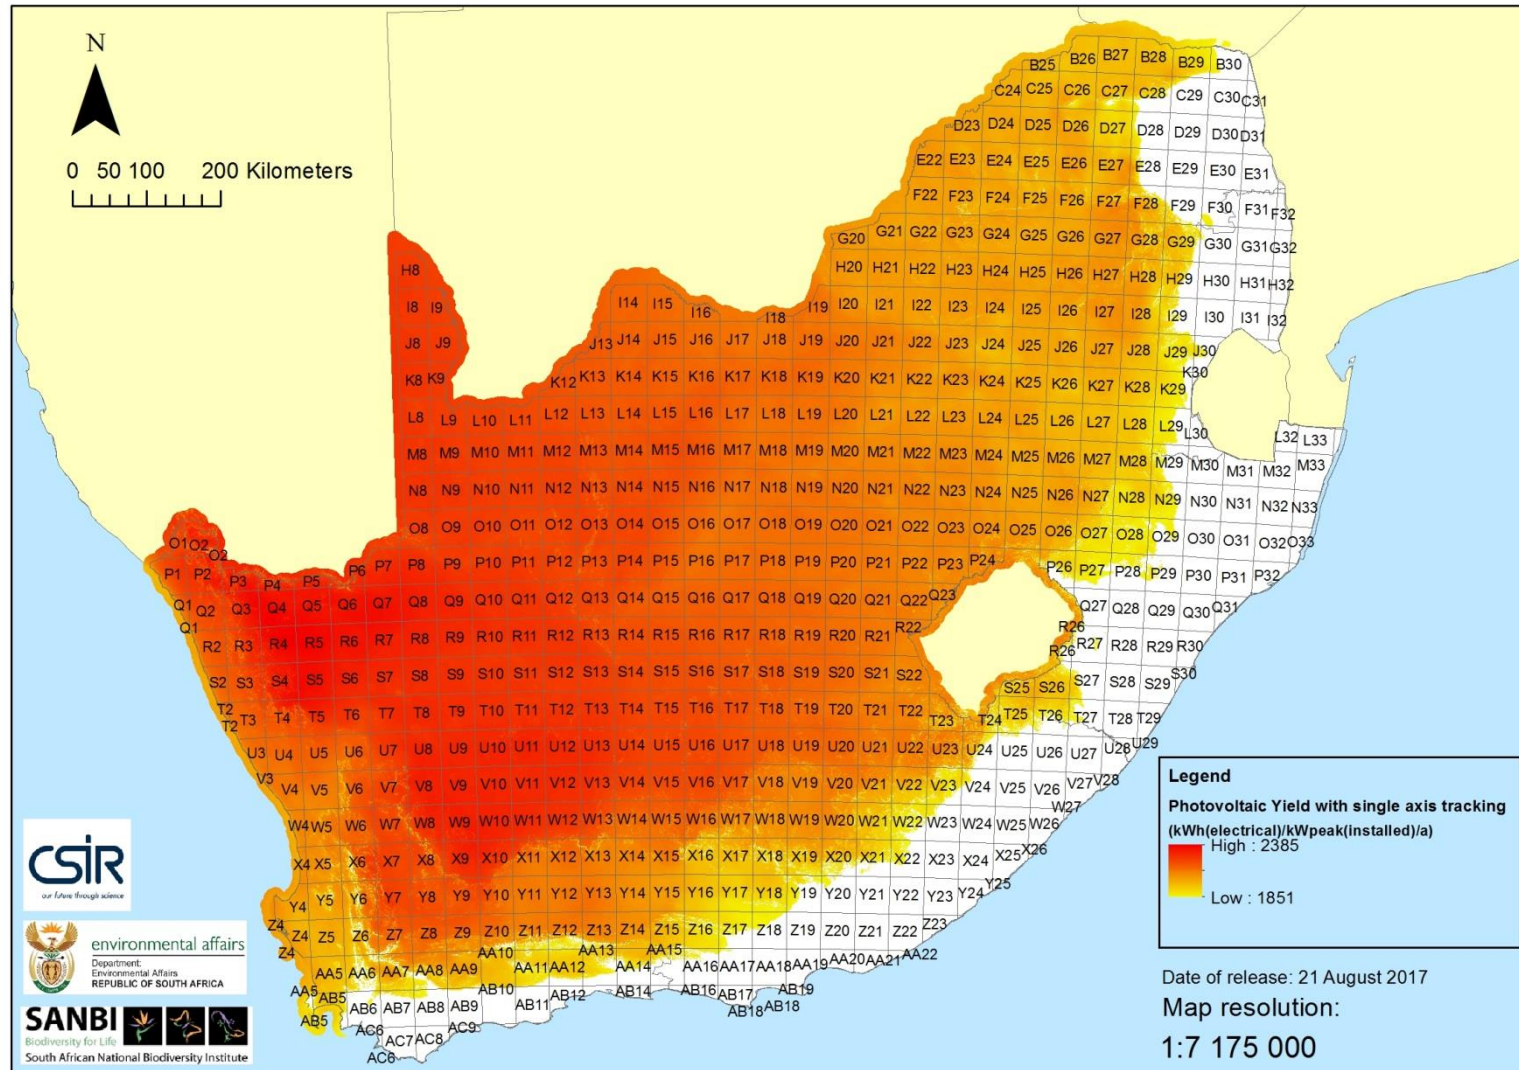 N
0 50 100 200 Kilometers
B25 B26 B27 B28 B29 B30
C24 C25 C26 C27 C28 C29 C30 C31
D23 D24 D25 D26 D27 D28 D29 D30 D31
E22 E23 E24 E25 E26 E27 E28 E29 E30 E31
F22 F23 F24 F25 F26 F27 F28 F29 F30 F31 F32
G20 G21 G22 G23 G24 G25 G26 G27 G28 G29 G30 G31 G32
H8 H20 H21 H22 H23 H24 H25 H26 H27 H28 H29 H30 H31 H32
I8 I9 I14 I15 I16 I18 I19 I20 I21 I22 I23 I24 I25 I26 I27 I28 I29 I30 I31 I32
J8 J9 J13 J14 J15 J16 J17 J18 J19 J20 J21 J22 J23 J24 J25 J26 J27 J28 J29 J30
K8 K9 K12 K13 K14 K15 K16 K17 K18 K19 K20 K21 K22 K23 K24 K25 K26 K27 K28 K29 K30
L8 L9 L10 L11 L12 L13 L14 L15 L16 L17 L18 L19 L20 L21 L22 L23 L24 L25 L26 L27 L28 L29 L30 L32 L33
M8 M9 M10 M11 M12 M13 M14 M15 M16 M17 M18 M19 M20 M21 M22 M23 M24 M25 M26 M27 M28 M29 M30 M31 M32 M33
N8 N9 N10 N11 N12 N13 N14 N15 N16 N17 N18 N19 N20 N21 N22 N23 N24 N25 N26 N27 N28 N29 N30 N31 N32 N33
O1 O2 O2 O8 O9 O10 O11 O12 O13 O14 O15 O16 O17 O18 O19 O20 O21 O22 O23 O24 O25 O26 O27 O28 O29 O30 O31 O32 O33
P1 P2 P3 P4 P5 P6 P7 P8 P9 P10 P11 P12 P13 P14 P15 P16 P17 P18 P19 P20 P21 P22 P23 P24 P26 P27 P28 P29 P30 P31 P32
Q1 Q2 Q3 Q4 Q5 Q6 Q7 Q8 Q9 Q10 Q11 Q12 Q13 Q14 Q15 Q16 Q17 Q18 Q19 Q20 Q21 Q22 Q23 Q27 Q28 Q29 Q30 Q31
Q1
R2 R3 R4 R5 R6 R7 R8 R9 R10 R11 R12 R13 R14 R15 R16 R17 R18 R19 R20 R21 R22 R26 R27 R28 R29 R30
R26
S2 S3 S4 S5 S6 S7 S8 S9 S10 S11 S12 S13 S14 S15 S16 S17 S18 S19 S20 S21 S22 S25 S26 S27 S28 S29 S30
T2 T3 T4 T5 T6 T7 T8 T9 T10 T11 T12 T13 T14 T15 T16 T17 T18 T19 T20 T21 T22 T23 T24 T25 T26 T27 T28 T29
T2
U3 U4 U5 U6 U7 U8 U9 U10 U11 U12 U13 U14 U15 U16 U17 U18 U19 U20 U21 U22 U23 U24 U25 U26 U27 U28 U29
V3 V4 V5 V6 V7 V8 V9 V10 V11 V12 V13 V14 V15 V16 V17 V18 V19 V20 V21 V22 V23 V24 V25 V26 V27 V28
W4 W5 W6 W7 W8 W9 W10 W11 W12 W13 W14 W15 W16 W17 W18 W19 W20 W21 W22 W23 W24 W25 W26 W27
X4 X5 X6 X7 X8 X9 X10 X11 X12 X13 X14 X15 X16 X17 X18 X19 X20 X21 X22 X23 X24 X25 X26
Y4 Y5 Y6 Y7 Y8 Y9 Y10 Y11 Y12 Y13 Y14 Y15 Y16 Y17 Y18 Y19 Y20 Y21 Y22 Y23 Y24 Y25
Z4 Z4 Z5 Z6 Z7 Z8 Z9 Z10 Z11 Z12 Z13 Z14 Z15 Z16 Z17 Z18 Z19 Z20 Z21 Z22 Z23
Z4
AA5 AA5 AA6 AA7 AA8 AA9 AA10 AA11 AA12 AA13 AA14 AA15 AA16 AA17 AA18 AA19 AA20 AA21 AA22
AB5 AB5 AB6 AB7 AB8 AB9 AB10 AB11 AB12 AB14 AB16 AB17 AB18 AB18 AB19
AC6 AC6 AC7 AC8 AC9
Legend
Photovoltaic Yield with single axis tracking
(kWh(electrical)/kWpeak(installed)/a)
High : 2385
Low : 1851
Date of release: 21 August 2017
Map resolution:
1:7 175 000
CSIR
our future through science
environmental affairs
Department:
Environmental Affairs
REPUBLIC OF SOUTH AFRICA
SANBI
Biodiversity for Life
South African National Biodiversity Institute